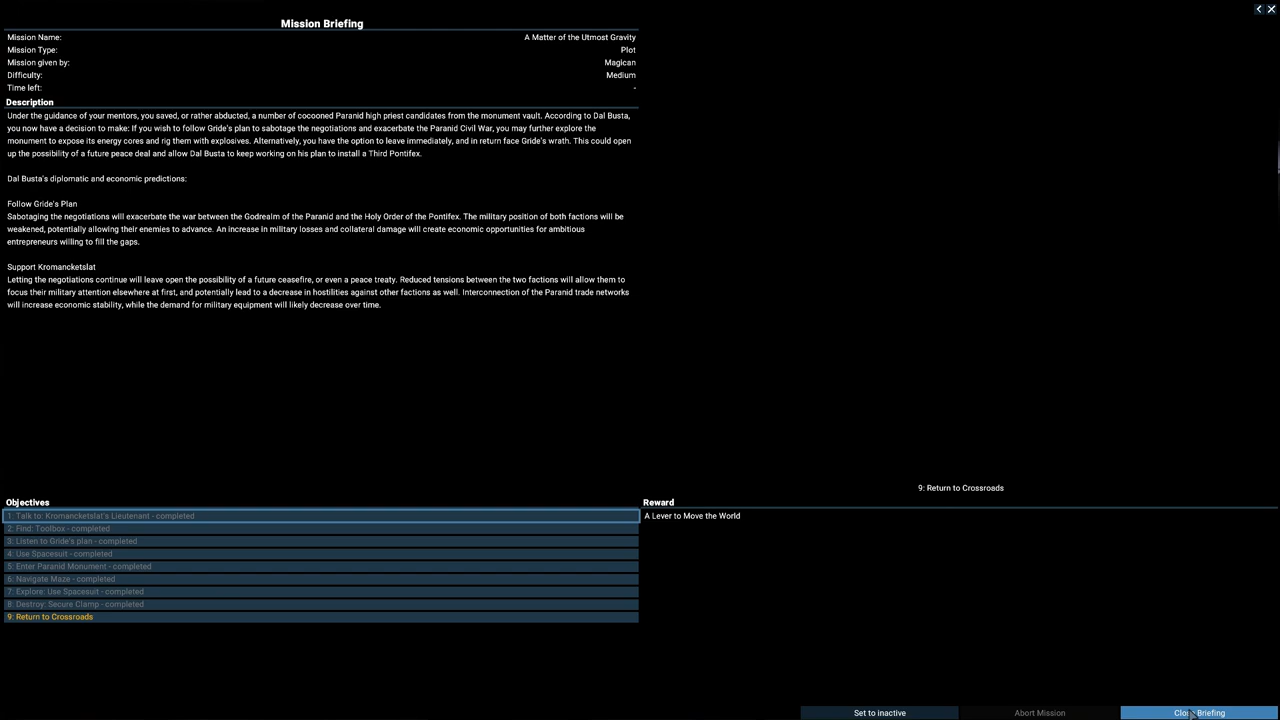 Mission Briefing
Mission Name: A Matter of the Utmost Gravity
Mission Type: Plot
Mission given by: Magican
Difficulty: Medium
Time left: -
Description
Under the guidance of your mentors, you saved, or rather abducted, a number of cocooned Paranid high priest candidates from the monument vault. According to Dal Busta,
you now have a decision to make: If you wish to follow Gride's plan to sabotage the negotiations and exacerbate the Paranid Civil War, you may further explore the
monument to expose its energy cores and rig them with explosives. Alternatively, you have the option to leave immediately, and in return face Gride's wrath. This could open
up the possibility of a future peace deal and allow Dal Busta to keep working on his plan to install a Third Pontifex.
Dal Busta's diplomatic and economic predictions:
Follow Gride's Plan
Sabotaging the negotiations will exacerbate the war between the Godrealm of the Paranid and the Holy Order of the Pontifex. The military position of both factions will be
weakened, potentially allowing their enemies to advance. An increase in military losses and collateral damage will create economic opportunities for ambitious
entrepreneurs willing to fill the gaps.
Support Kromancketslat
Letting the negotiations continue will leave open the possibility of a future ceasefire, or even a peace treaty. Reduced tensions between the two factions will allow them to
focus their military attention elsewhere at first, and potentially lead to a decrease in hostilities against other factions as well. Interconnection of the Paranid trade networks
will increase economic stability, while the demand for military equipment will likely decrease over time.
9: Return to Crossroads
Objectives
1: Talk to: Kromancketslat's Lieutenant - completed
2: Find: Toolbox - completed
3: Listen to Gride's plan - completed
4: Use Spacesuit - completed
5: Enter Paranid Monument - completed
6: Navigate Maze - completed
7: Explore: Use Spacesuit - completed
8: Destroy: Secure Clamp - completed
9: Return to Crossroads
Reward
A Lever to Move the World
Set to inactive
Abort Mission
Close Briefing